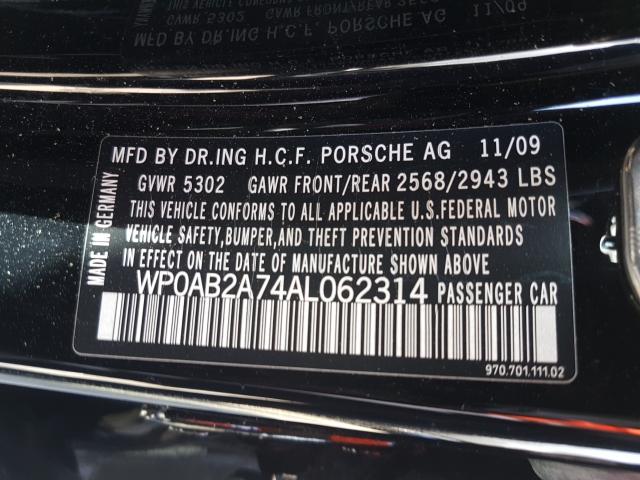 MFD BY DR.ING H.C.F. PORSCHE AG 11/09
GVWR 5302 GAWR FRONT/REAR 2568/2943 LBS
THIS VEHICLE CONFORMS TO ALL APPLICABLE U.S.FEDERAL MOTOR
VEHICLE SAFETY,BUMPER,AND THEFT PREVENTION STANDARDS
IN EFFECT ON THE DATE OF MANUFACTURE SHOWN ABOVE
WP0AB2A74AL062314 PASSENGER CAR
MADE IN GERMANY
970.701.111.02